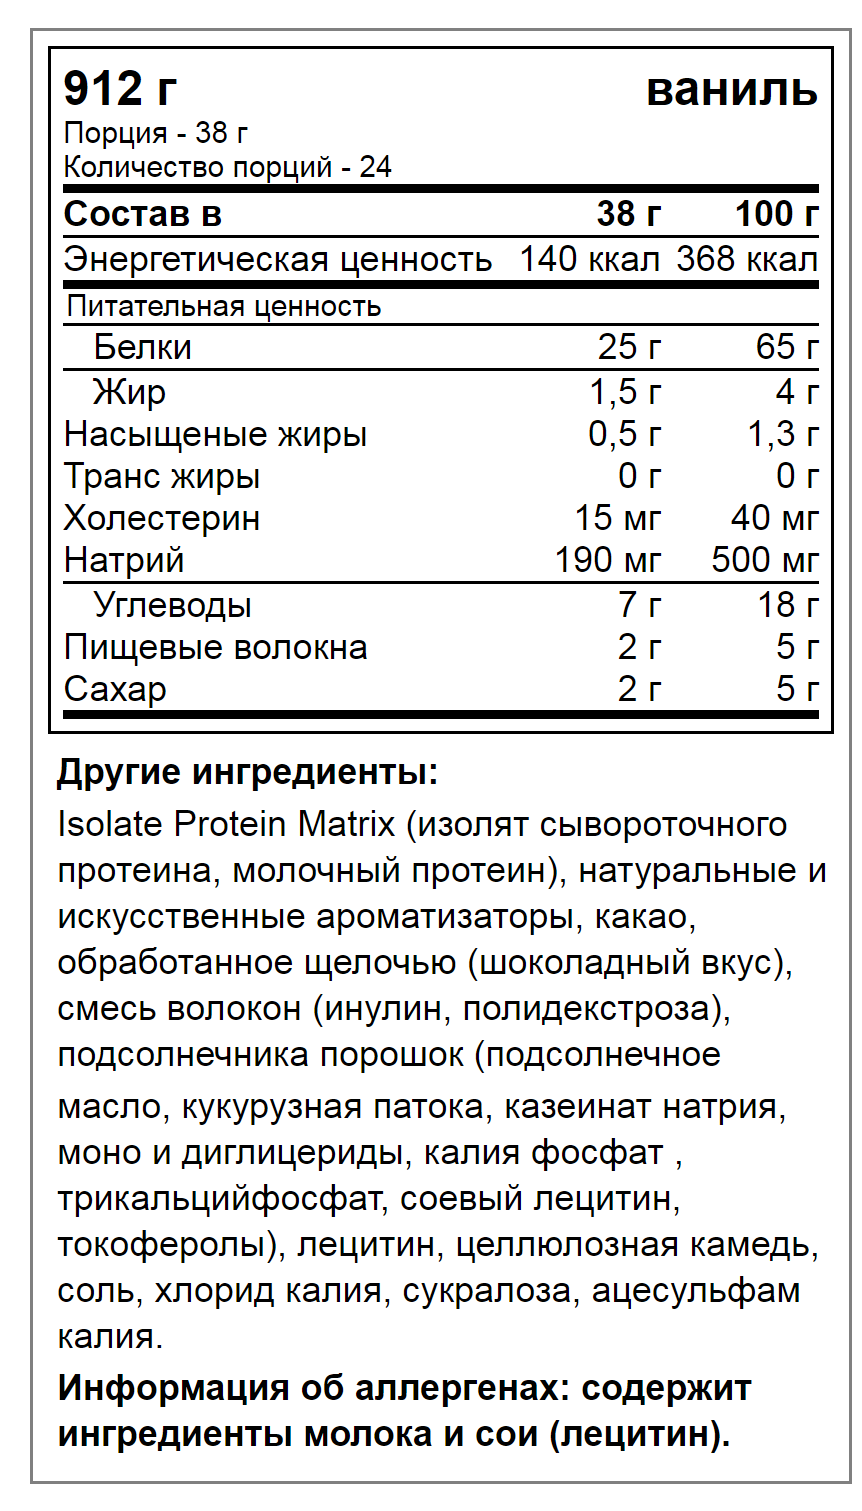 912 г ваниль
Порция - 38 г
Количество порций - 24
Состав в 38 г 100 г
Энергетическая ценность 140 ккал 368 ккал
Питательная ценность
Белки 25 г 65 г
Жир 1,5 г 4 г
Насыщеные жиры 0,5 г 1,3 г
Транс жиры 0 г 0 г
Холестерин 15 мг 40 мг
Натрий 190 мг 500 мг
Углеводы 7 г 18 г
Пищевые волокна 2 г 5 г
Сахар 2 г 5 г
Другие ингредиенты:
Isolate Protein Matrix (изолят сывороточного
протеина, молочный протеин), натуральные и
искусственные ароматизаторы, какао,
обработанное щелочью (шоколадный вкус),
смесь волокон (инулин, полидекстроза),
подсолнечника порошок (подсолнечное
масло, кукурузная патока, казеинат натрия,
моно и диглицериды, калия фосфат ,
трикальцийфосфат, соевый лецитин,
токоферолы), лецитин, целлюлозная камедь,
соль, хлорид калия, сукралоза, ацесульфам
калия.
Информация об аллергенах: содержит
ингредиенты молока и сои (лецитин).